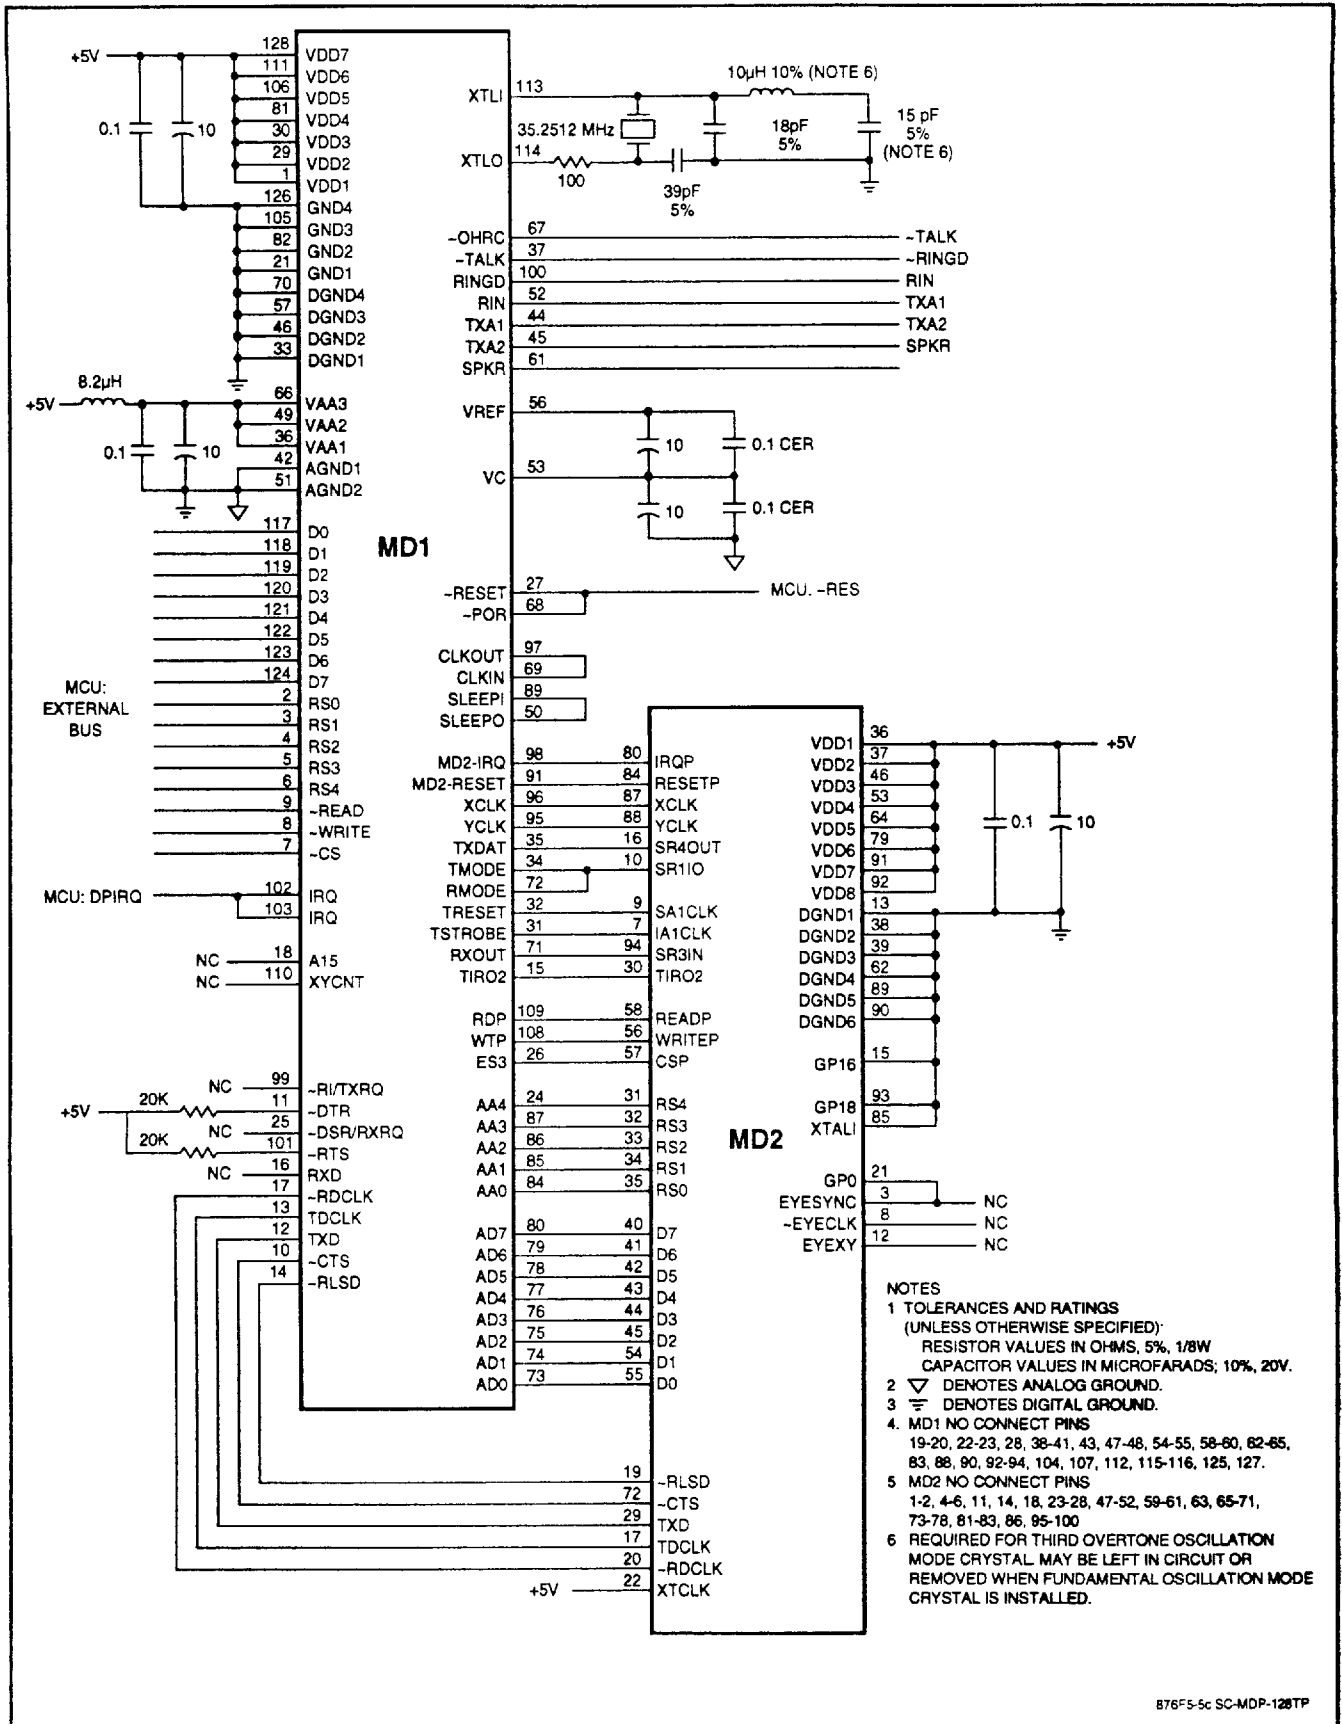 +5V
128 VDD7
111 VDD6
106 VDD5
81 VDD4
30 VDD3
29 VDD2
1 VDD1
126 GND4
105 GND3
82 GND2
21 GND1
70 DGND4
57 DGND3
46 DGND2
33 DGND1
0.1
10
8.2µH
+5V
66 VAA3
49 VAA2
36 VAA1
42 AGND1
51 AGND2
0.1
10
117 D0
118 D1
119 D2
120 D3
121 D4
122 D5
123 D6
124 D7
2 RS0
3 RS1
4 RS2
5 RS3
6 RS4
9 ~READ
8 ~WRITE
7 ~CS
MCU:
EXTERNAL
BUS
MCU: DPIRQ
102 IRQ
103 IRQ
NC 18 A15
NC 110 XYCNT
NC 99 ~RI/TXRQ
+5V 20K 11 ~DTR
NC 25 ~DSR/RXRQ
20K 101 ~RTS
NC 16 RXD
17 ~RDCLK
13 TDCLK
12 TXD
10 ~CTS
14 ~RLSD
MD1
XTLI 113
XTLO 114
10µH 10% (NOTE 6)
35.2512 MHz
100
39pF
5%
18pF
5%
15 pF
5%
(NOTE 6)
~OHRC 67 ~TALK
~TALK 37 ~RINGD
RINGD 100 RIN
RIN 52 TXA1
TXA1 44 TXA2
TXA2 45 SPKR
SPKR 61
VREF 56
10
0.1 CER
VC 53
10
0.1 CER
~RESET 27 MCU. ~RES
~POR 68
CLKOUT 97
CLKIN 69
SLEEPI 89
SLEEPO 50
MD2-IRQ 98 80 IRQP
MD2-RESET 91 84 RESETP
XCLK 96 87 XCLK
YCLK 95 88 YCLK
TXDAT 35 16 SR4OUT
TMODE 34 10 SR1IO
RMODE 72
TRESET 32 9 SA1CLK
TSTROBE 31 7 IA1CLK
RXOUT 71 94 SR3IN
TIRO2 15 30 TIRO2
RDP 109 58 READP
WTP 108 56 WRITEP
ES3 26 57 CSP
AA4 24 31 RS4
AA3 87 32 RS3
AA2 86 33 RS2
AA1 85 34 RS1
AA0 84 35 RS0
AD7 80 40 D7
AD6 79 41 D6
AD5 78 42 D5
AD4 77 43 D4
AD3 76 44 D3
AD2 75 45 D2
AD1 74 54 D1
AD0 73 55 D0
19 ~RLSD
72 ~CTS
29 TXD
17 TDCLK
20 ~RDCLK
+5V 22 XTCLK
MD2
VDD1 36 +5V
VDD2 37
VDD3 46
VDD4 53
VDD5 64
VDD6 79
VDD7 91
VDD8 92
DGND1 13
DGND2 38
DGND3 39
DGND4 62
DGND5 89
DGND6 90
0.1
10
GP16 15
GP18 93
XTALI 85
GP0 21
EYESYNC 3 NC
~EYECLK 8 NC
EYEXY 12 NC
NOTES
1 TOLERANCES AND RATINGS
(UNLESS OTHERWISE SPECIFIED):
RESISTOR VALUES IN OHMS, 5%, 1/8W
CAPACITOR VALUES IN MICROFARADS; 10%, 20V.
2 ▽ DENOTES ANALOG GROUND.
3 ⏚ DENOTES DIGITAL GROUND.
4. MD1 NO CONNECT PINS
19-20, 22-23, 28, 38-41, 43, 47-48, 54-55, 58-60, 62-65,
83, 88, 90, 92-94, 104, 107, 112, 115-116, 125, 127.
5 MD2 NO CONNECT PINS
1-2, 4-6, 11, 14, 18, 23-28, 47-52, 59-61, 63, 65-71,
73-78, 81-83, 86, 95-100
6 REQUIRED FOR THIRD OVERTONE OSCILLATION
MODE CRYSTAL MAY BE LEFT IN CIRCUIT OR
REMOVED WHEN FUNDAMENTAL OSCILLATION MODE
CRYSTAL IS INSTALLED.
876F5-5c SC-MDP-128TP